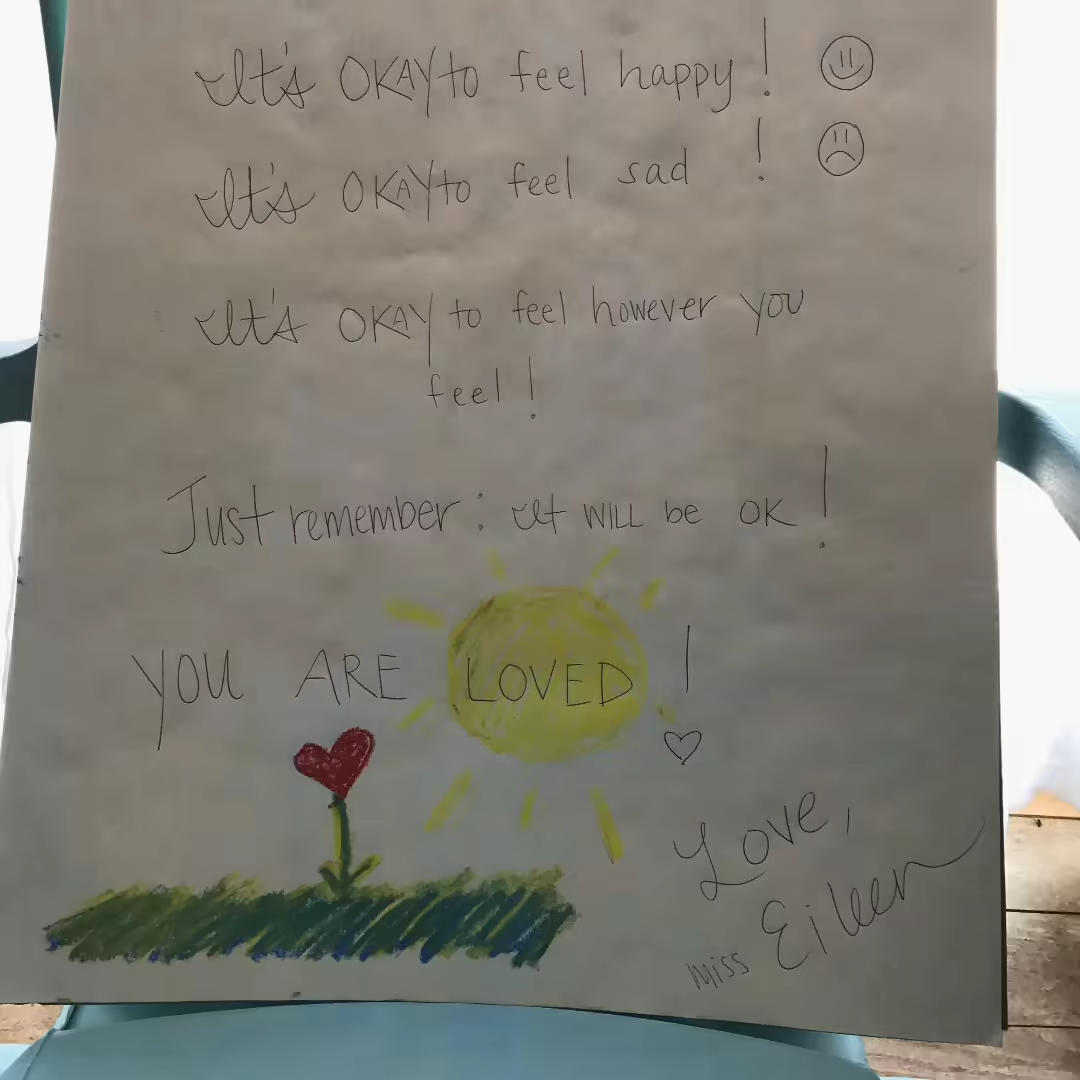 It's OKAY to feel happy!
It's OKAY to feel sad !
It's OKAY to feel however you
feel!
Just remember: it WILL be OK!
YOU ARE LOVED!
Love,
miss Eileen